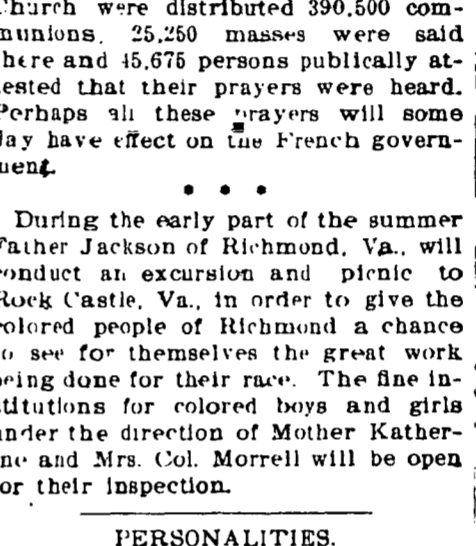 Church were distributed 390,500 com-
munions, 25,250 masses were said
there and 45,675 persons publically at-
tested that their prayers were heard.
Perhaps all these prayers will some
day have effect on the French govern-
ment.
• • •
During the early part of the summer
Father Jackson of Richmond, Va., will
conduct an excursion and picnic to
Rock Castle, Va., in order to give the
colored people of Richmond a chance
to see for themselves the great work
being done for their race. The fine in-
stitutions for colored boys and girls
under the direction of Mother Kather-
ine and Mrs. Col. Morrell will be open
for their inspection.
PERSONALITIES.